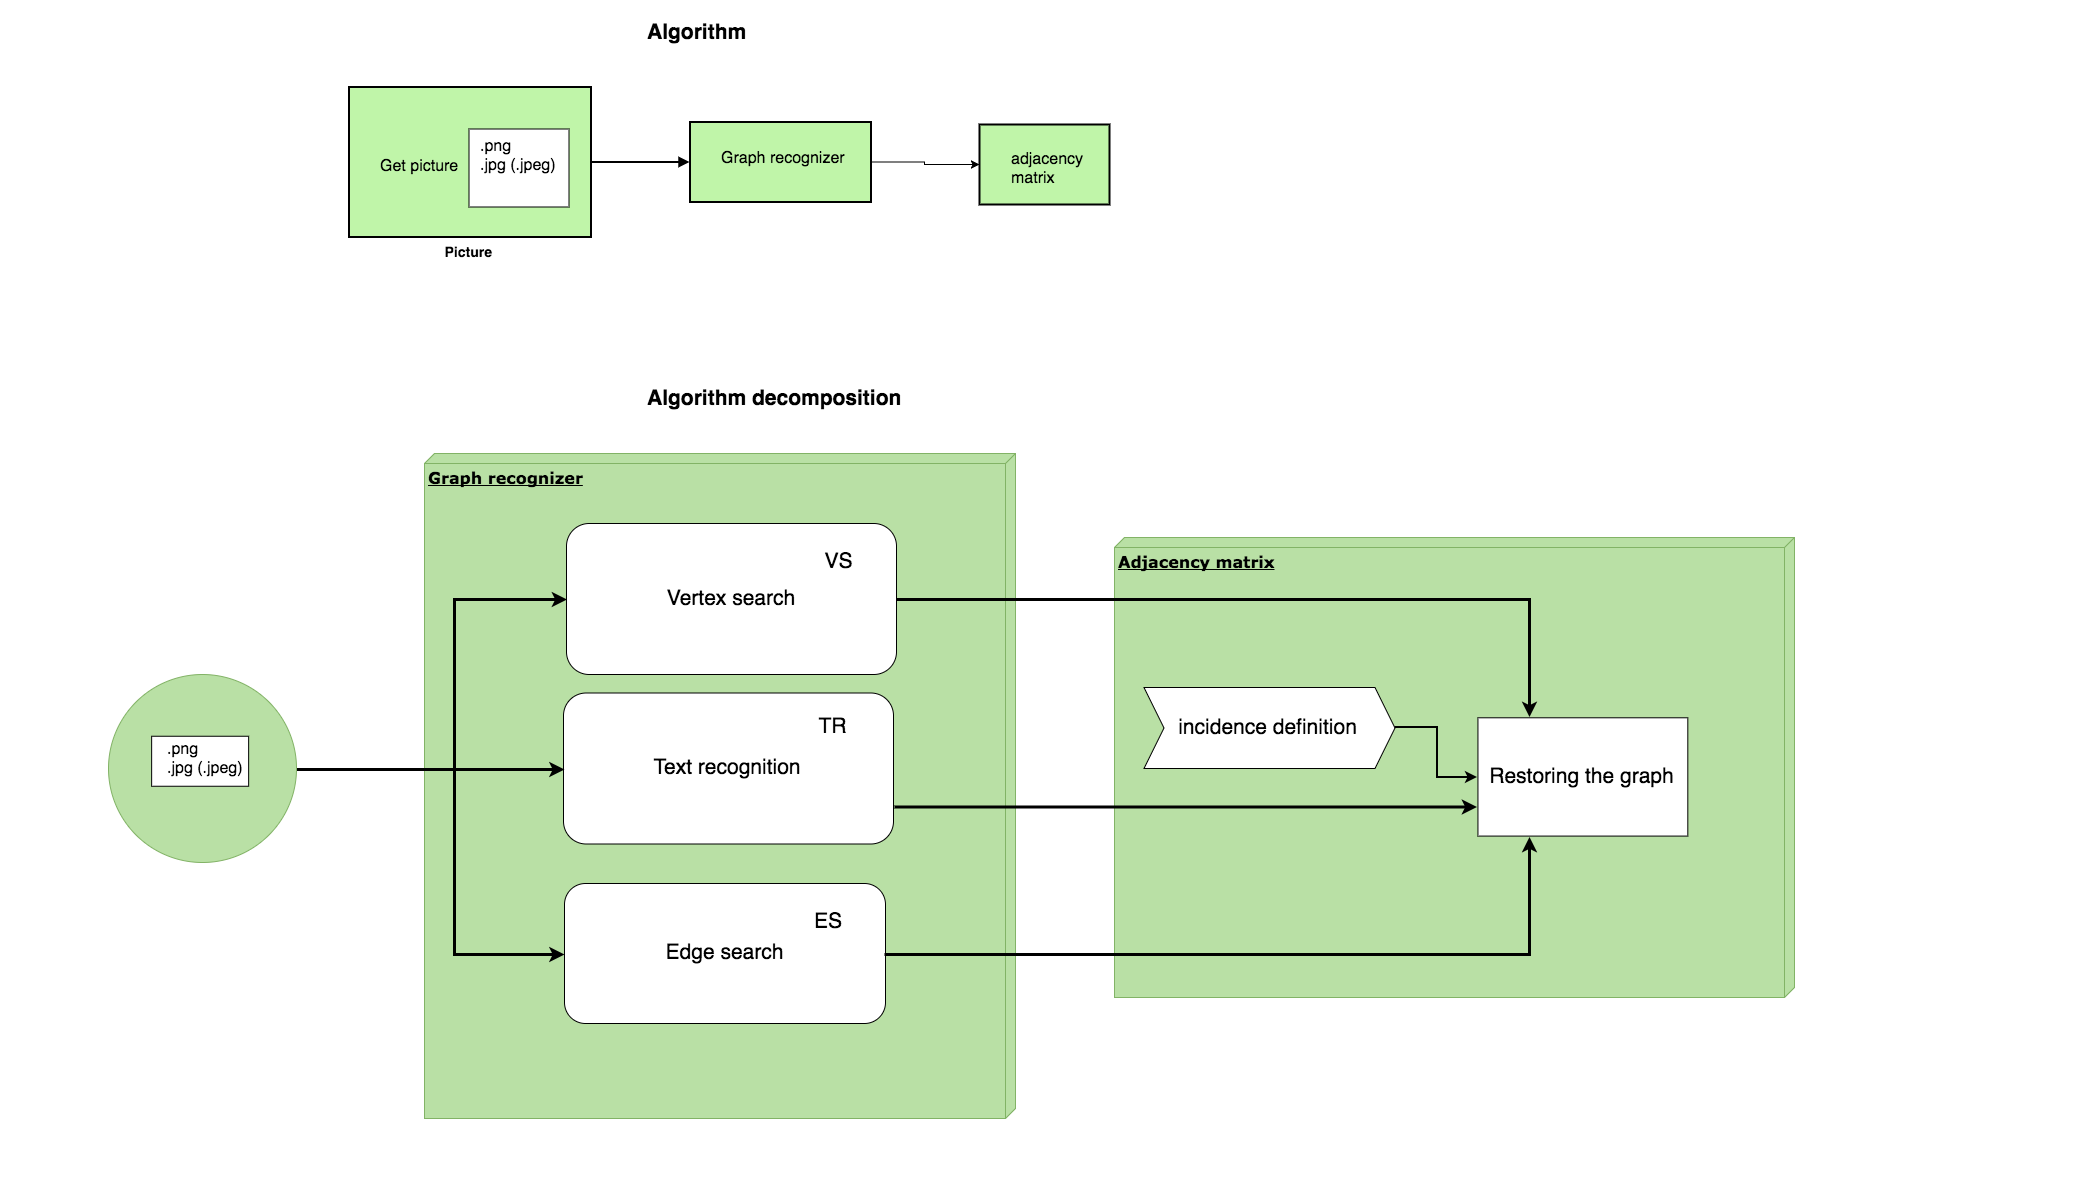 Algorithm
Get picture
.png
.jpg (.jpeg)
Picture
Graph recognizer
adjacency
matrix
Algorithm decomposition
.png
.jpg (.jpeg)
Graph recognizer
VS
Vertex search
TR
Text recognition
ES
Edge search
Adjacency matrix
incidence definition
Restoring the graph